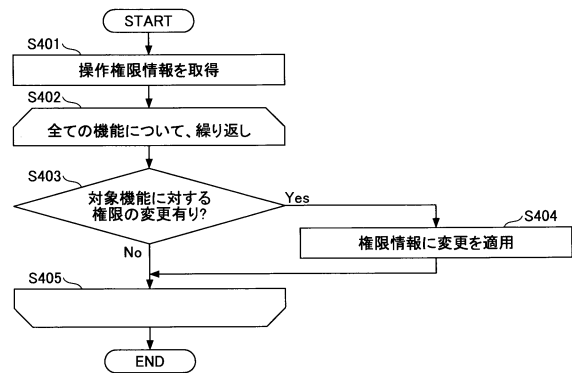 START
S401
操作権限情報を取得
S402
全ての機能について、繰り返し
S403
対象機能に対する
権限の変更有り?
Yes
S404
権限情報に変更を適用
No
S405
END